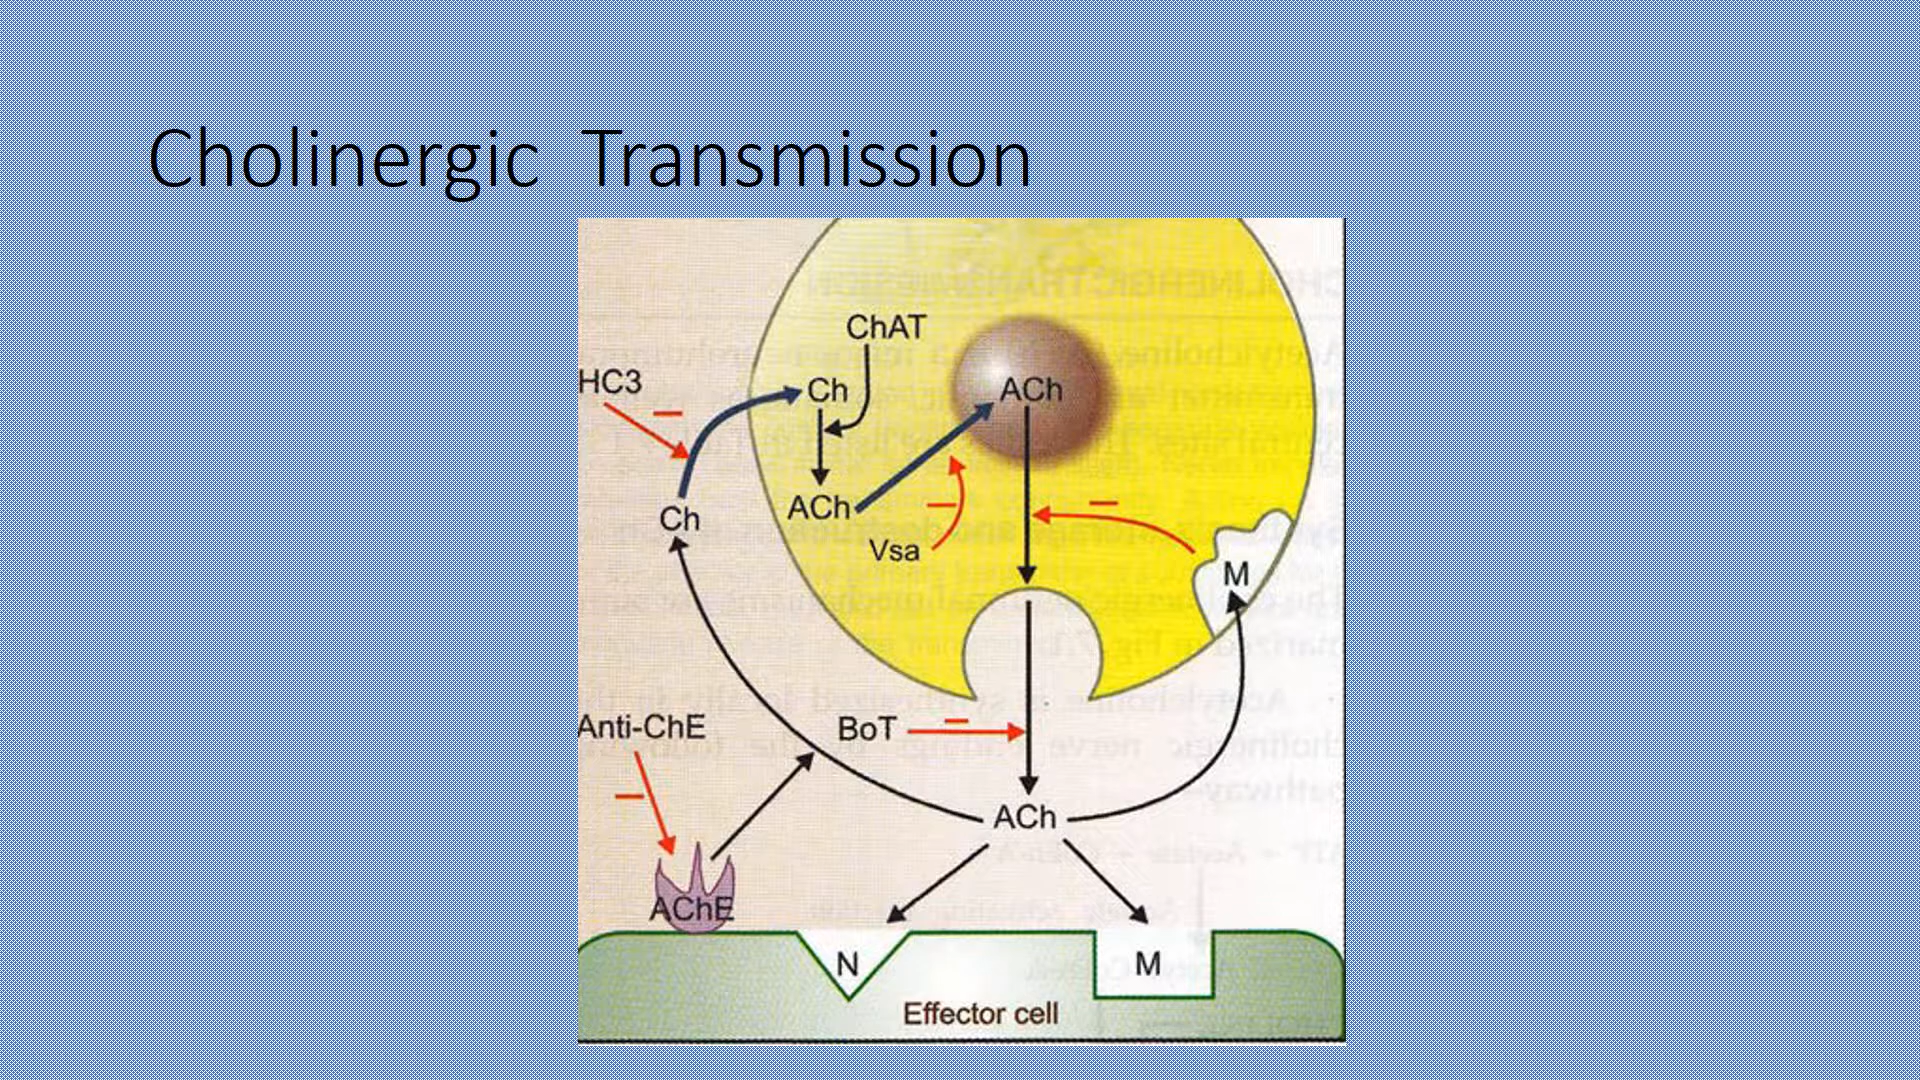 Cholinergic Transmission
ChAT
HC3
–
Ch
ACh
ACh
Ch
–
Vsa
–
M
Anti-ChE
BoT
–
–
ACh
AChE
N
M
Effector cell